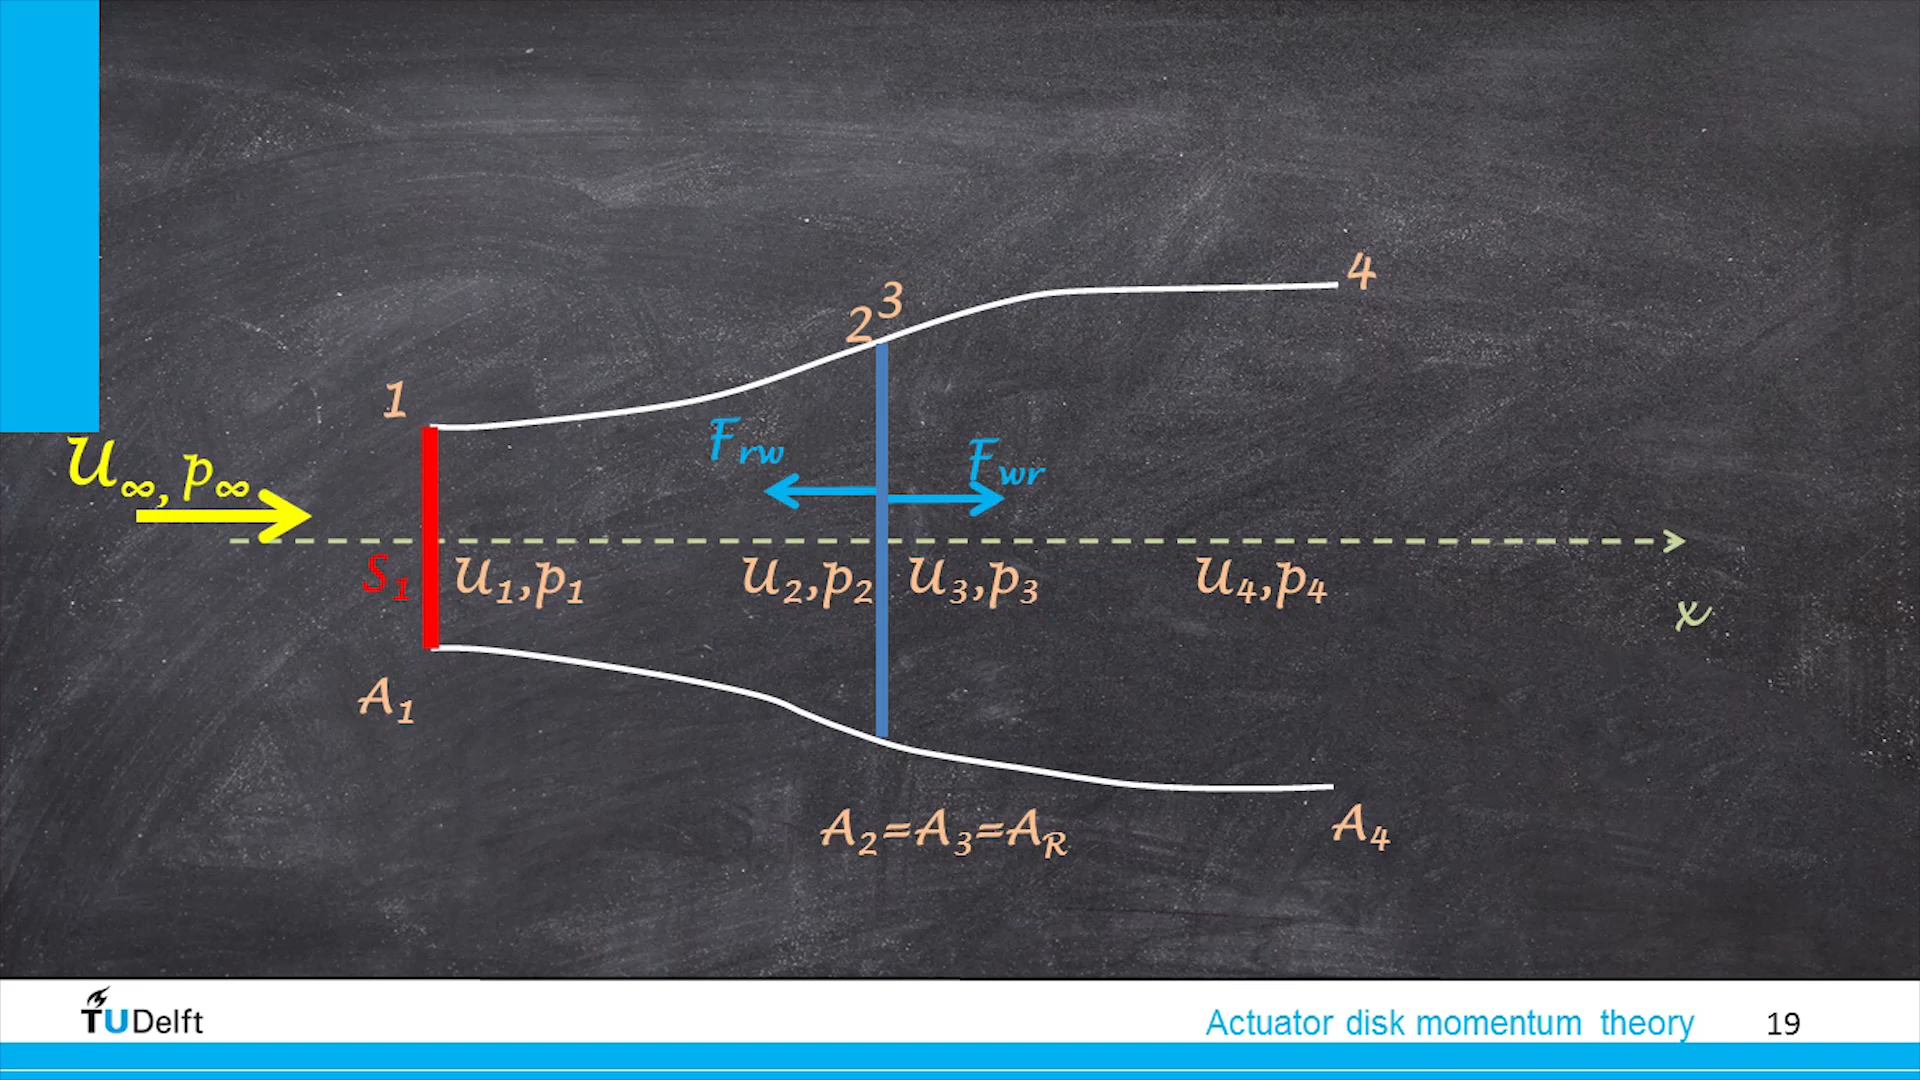 4
3
2
1
Frw
Fwr
U∞, p∞
S1
U1,p1
U2,p2
U3,p3
U4,p4
x
A1
A2=A3=AR
A4
TUDelft
Actuator disk momentum theory
19